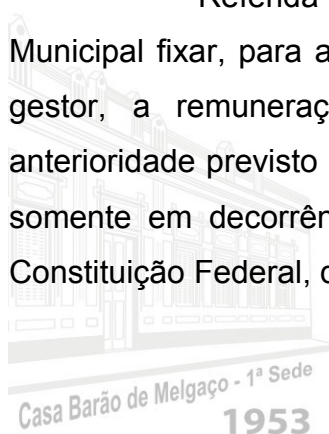 Referida
Municipal fixar, para a
gestor, a remuneraç
anterioridade previsto
somente em decorrên
Constituição Federal, c
Casa Barão de Melgaço - 1ª Sede
1953